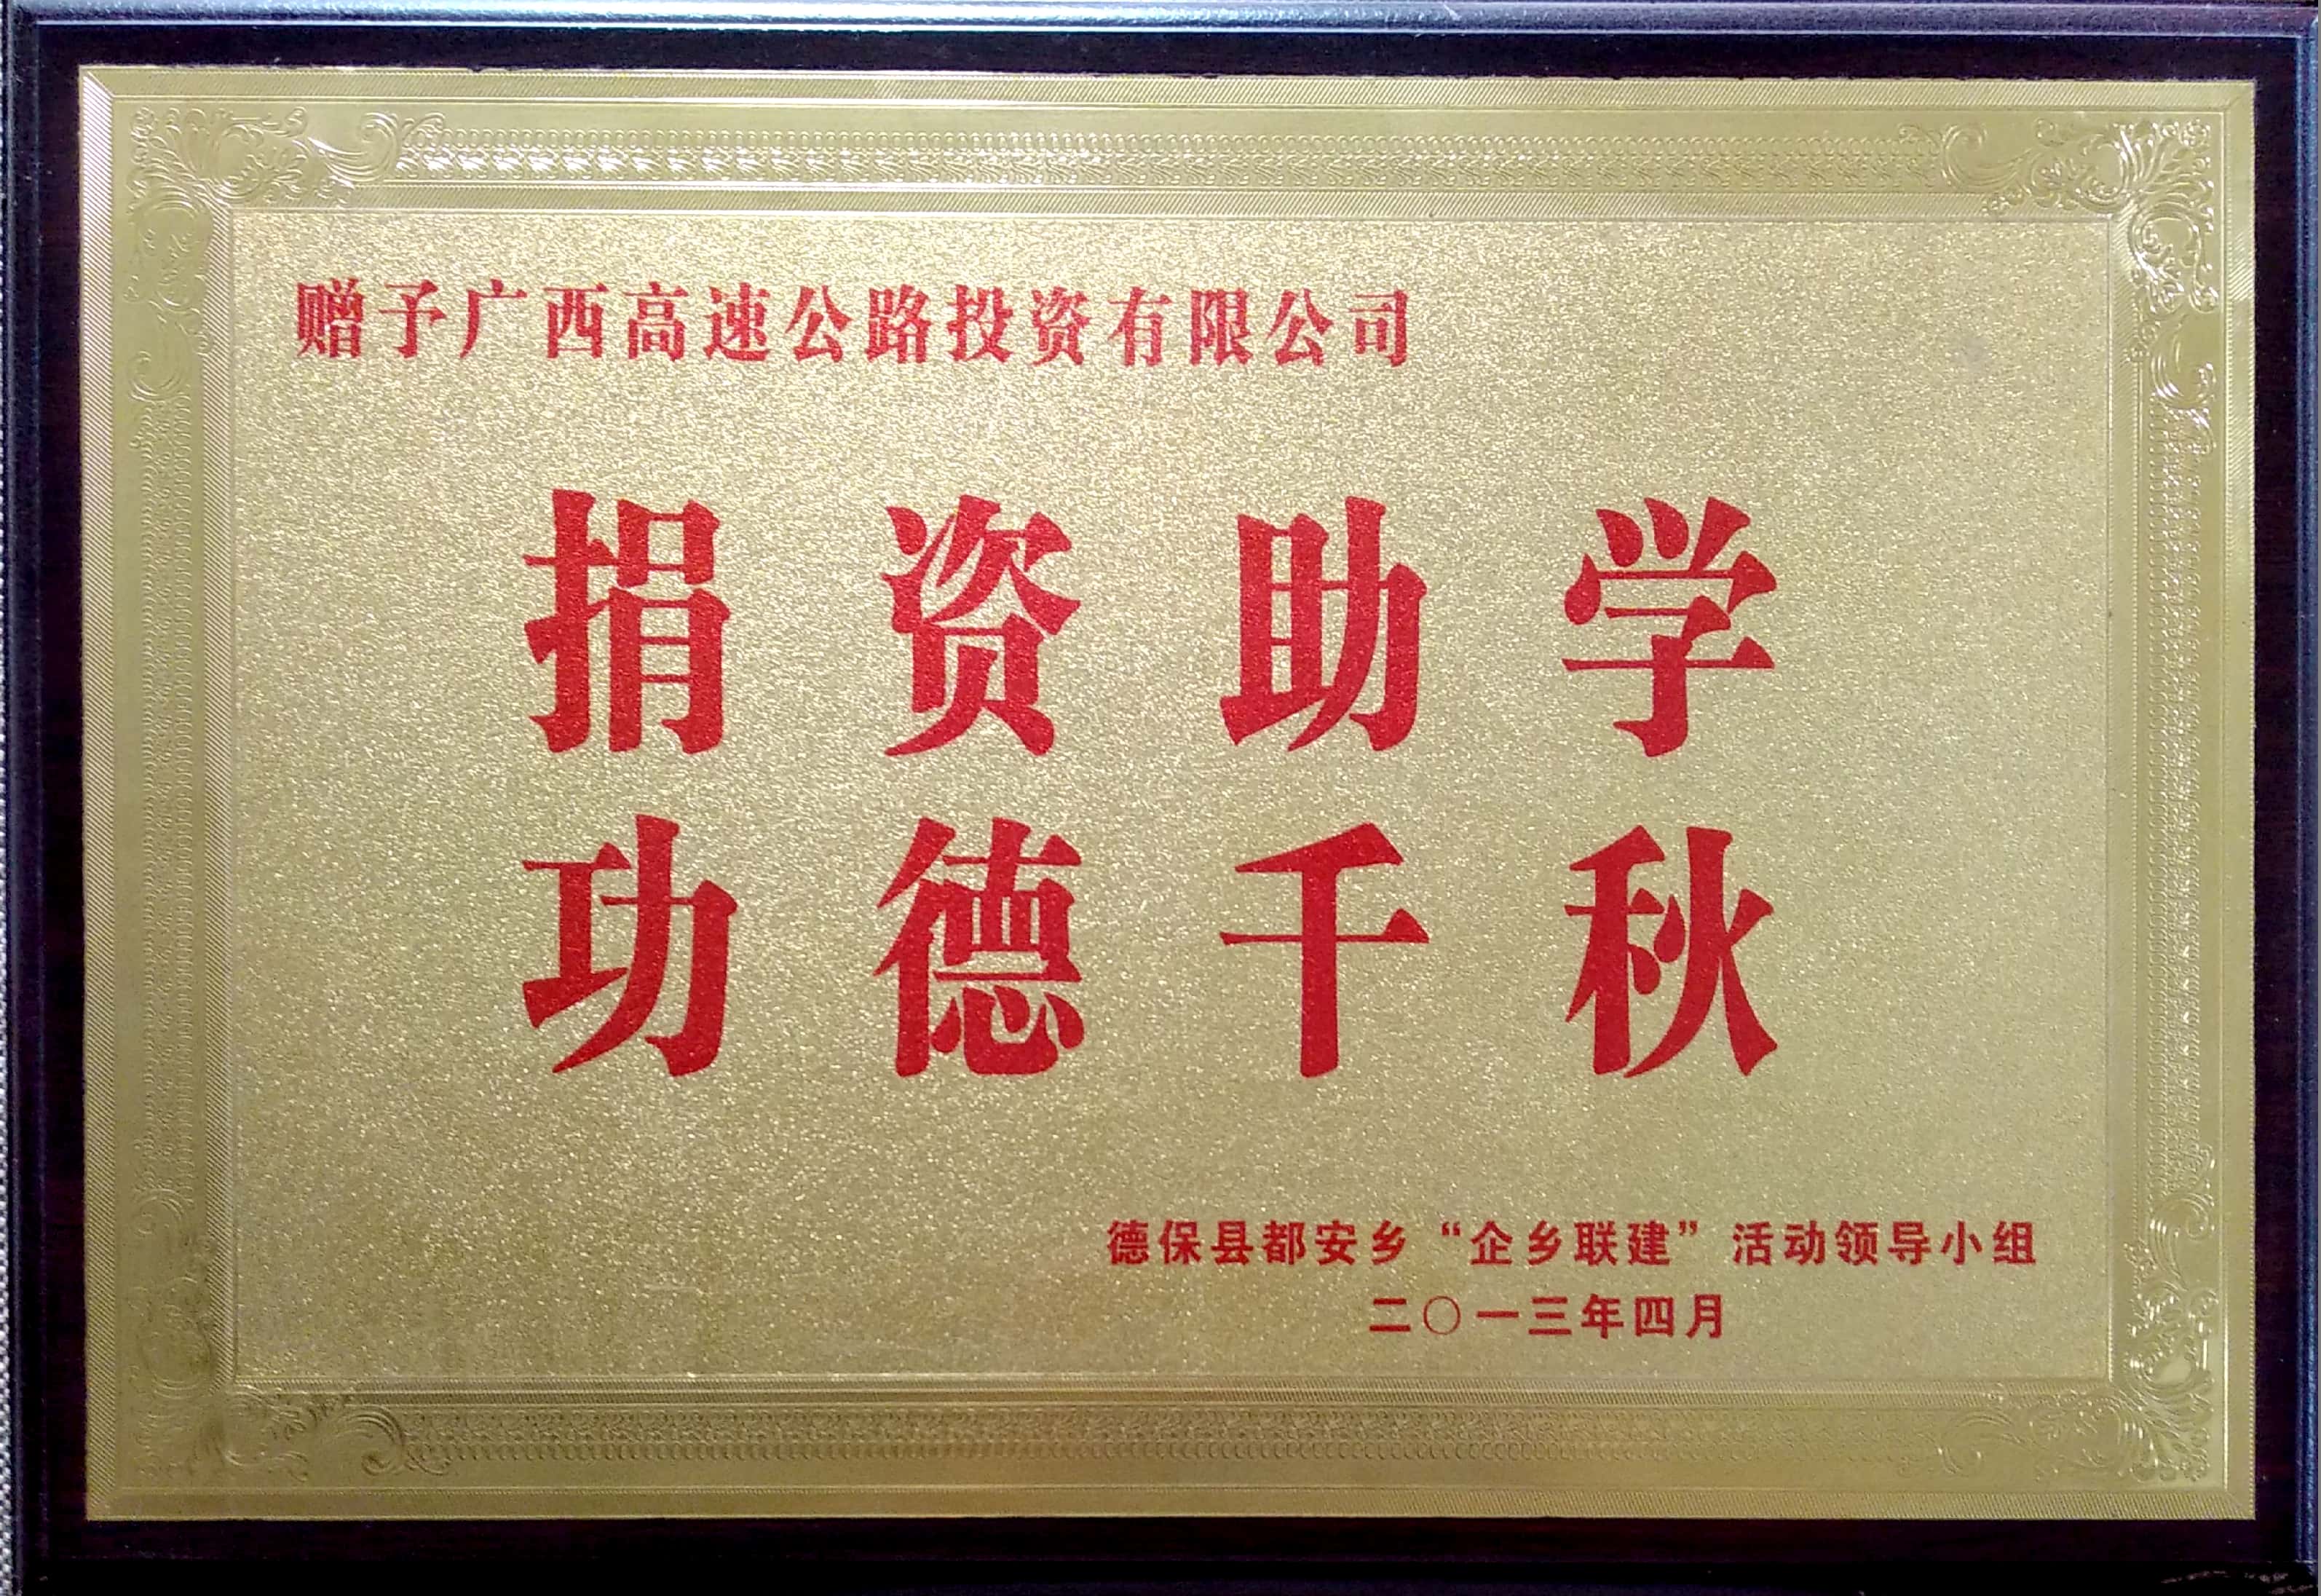 赠予广西高速公路投资有限公司
捐资助学
功德千秋
德保县都安乡“企乡联建”活动领导小组
二〇一三年四月